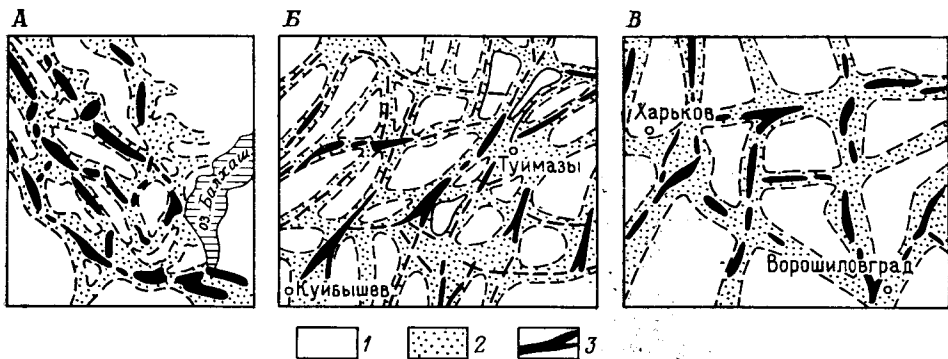 А
Б
В
оз. Балхаш
Туймазы
Куйбышев
Харьков
Ворошиловград
1
2
3